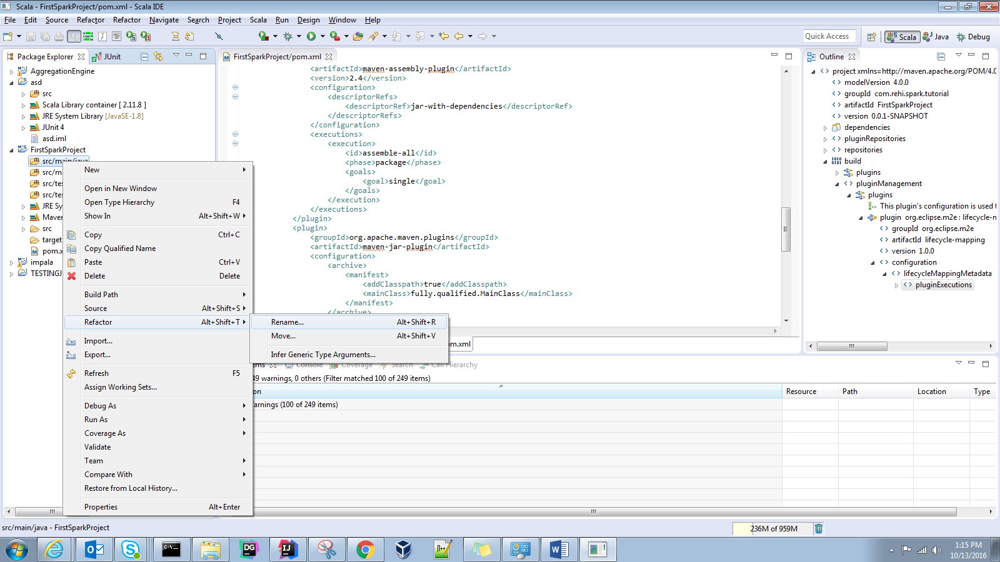 Scala - FirstSparkProject/pom.xml - Scala IDE
File Edit Source Refactor Refactor Navigate Search Project Scala Run Design Window Help
Quick Access
Scala Java Debug
Package Explorer JUnit
AggregationEngine
asd
src
Scala Library container [ 2.11.8 ]
JRE System Library [JavaSE-1.8]
JUnit 4
asd.iml
FirstSparkProject
src/main/java
src/ma
src/te
src/te
JRE Sy
Maven
src
target
pom.x
impala
TESTINGJ
New
Open in New Window
Open Type Hierarchy F4
Show In Alt+Shift+W
Copy Ctrl+C
Copy Qualified Name
Paste Ctrl+V
Delete Delete
Build Path
Source Alt+Shift+S
Refactor Alt+Shift+T
Import...
Export...
Refresh F5
Assign Working Sets...
Debug As
Run As
Coverage As
Validate
Team
Compare With
Restore from Local History...
Properties Alt+Enter
Rename... Alt+Shift+R
Move... Alt+Shift+V
Infer Generic Type Arguments...
FirstSparkProject/pom.xml
<artifactId>maven-assembly-plugin</artifactId>
<version>2.4</version>
<configuration>
<descriptorRefs>
<descriptorRef>jar-with-dependencies</descriptorRef>
</descriptorRefs>
</configuration>
<executions>
<execution>
<id>assemble-all</id>
<phase>package</phase>
<goals>
<goal>single</goal>
</goals>
</execution>
</executions>
</plugin>
<plugin>
<groupId>org.apache.maven.plugins</groupId>
<artifactId>maven-jar-plugin</artifactId>
<configuration>
<archive>
<manifest>
<addClasspath>true</addClasspath>
<mainClass>fully.qualified.MainClass</mainClass>
</manifest>
</archive>
om.xml
ems Console Coverage Search Call Hierarchy
49 warnings, 0 others (Filter matched 100 of 249 items)
on Resource Path Location Type
arnings (100 of 249 items)
Outline
project xmlns=http://maven.apache.org/POM/4.0
modelVersion 4.0.0
groupId com.rehi.spark.tutorial
artifactId FirstSparkProject
version 0.0.1-SNAPSHOT
dependencies
pluginRepositories
repositories
build
plugins
pluginManagement
plugins
This plugin's configuration is used t
plugin org.eclipse.m2e : lifecycle-m
groupId org.eclipse.m2e
artifactId lifecycle-mapping
version 1.0.0
configuration
lifecycleMappingMetadata
pluginExecutions
src/main/java - FirstSparkProject
236M of 959M
1:15 PM
10/13/2016